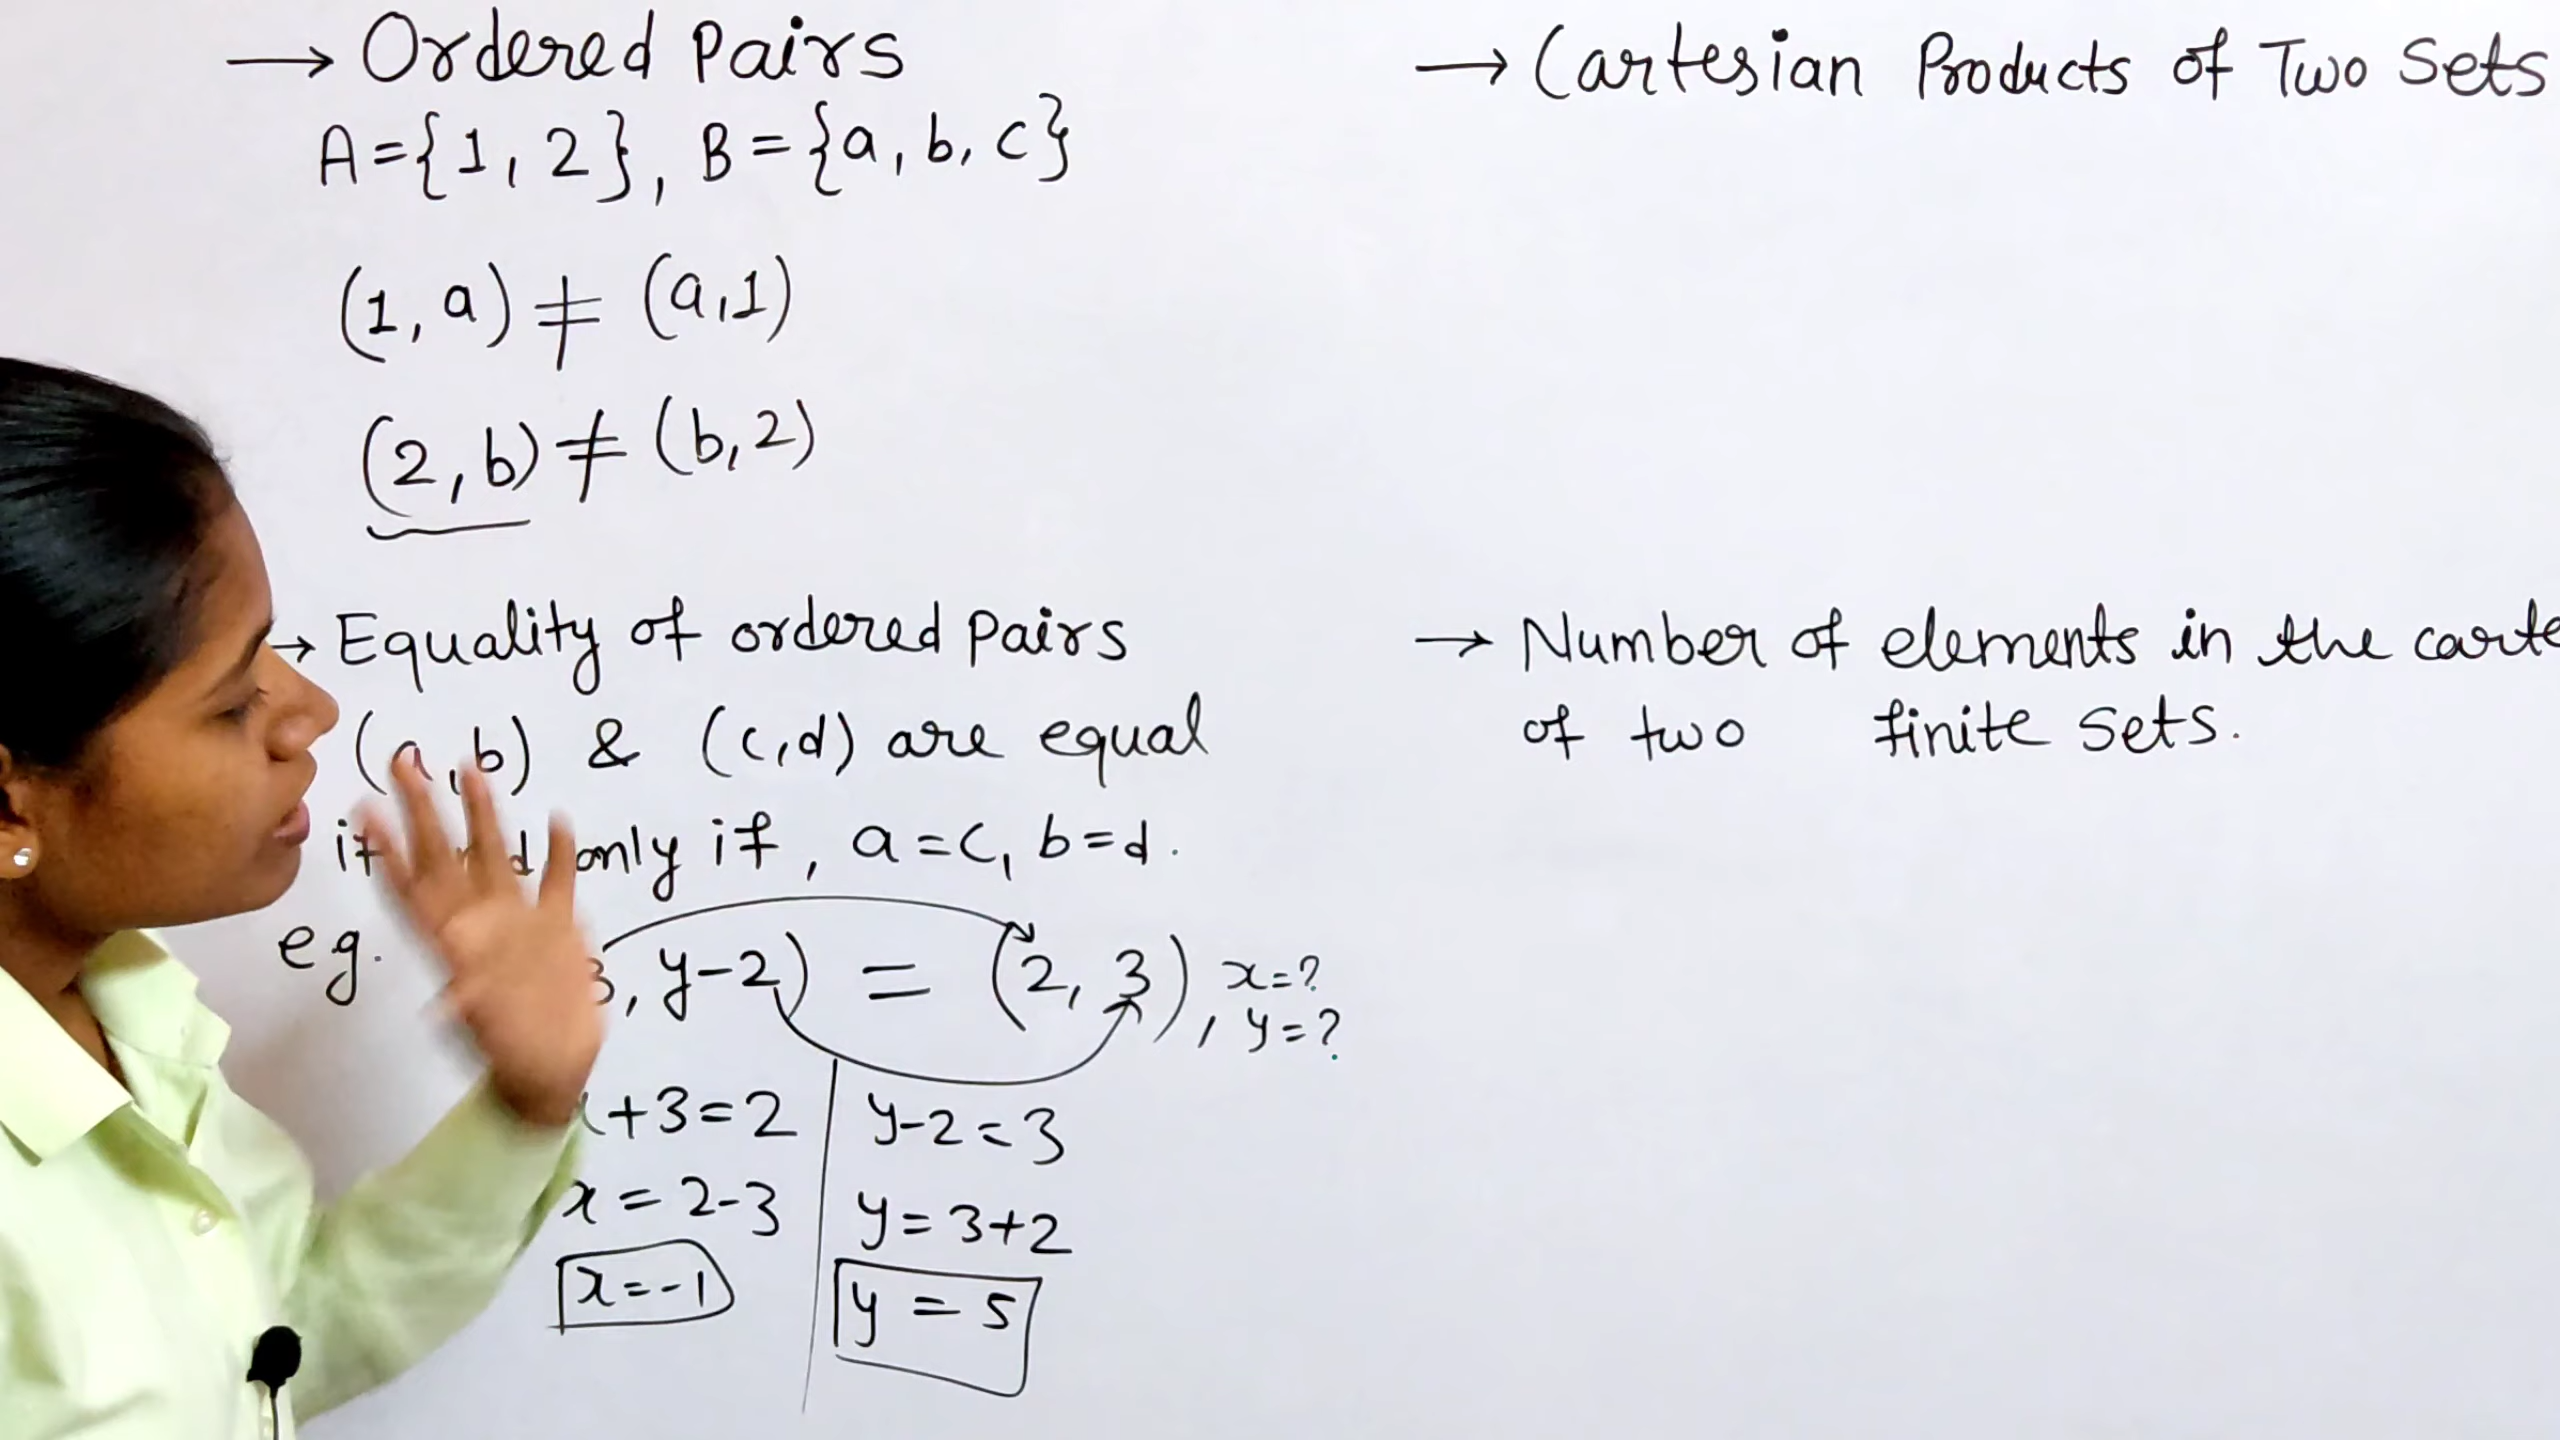 → Ordered Pairs
A={1, 2}, B={a, b, c}
(1, a) ≠ (a,1)
(2, b) ≠ (b,2)
→ Equality of ordered pairs
(a,b) & (c,d) are equal
only if, a=c, b=d.
eg. 3, y-2) = (2, 3), x=?
y=?
+3=2
y-2=3
x=2-3
y=3+2
x=-1
y=5
→ Cartesian Products of Two Sets
→ Number of elements in the carte
of two finite sets.